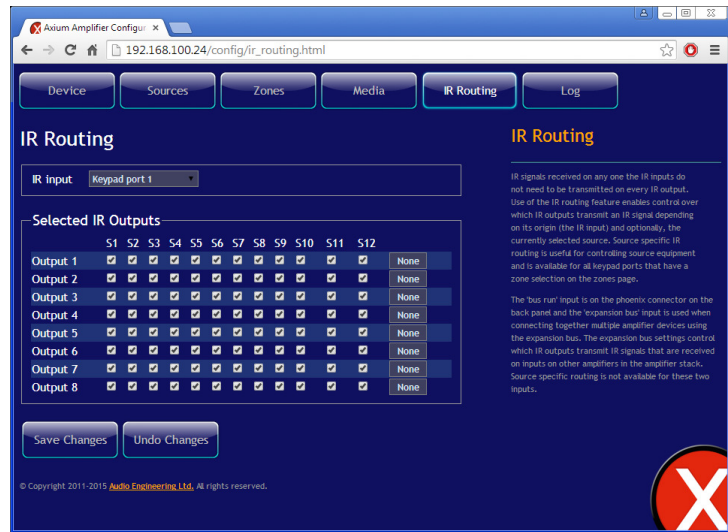 Axium Amplifier Configur
192.168.100.24/config/ir_routing.html
Device Sources Zones Media IR Routing Log
IR Routing
IR input Keypad port 1
Selected IR Outputs
S1 S2 S3 S4 S5 S6 S7 S8 S9 S10 S11 S12
Output 1 None
Output 2 None
Output 3 None
Output 4 None
Output 5 None
Output 6 None
Output 7 None
Output 8 None
Save Changes Undo Changes
© Copyright 2011-2015 Audio Engineering Ltd. All rights reserved.
IR Routing
IR signals received on any one the IR inputs do
not need to be transmitted on every IR output.
Use of the IR routing feature enables control over
which IR outputs transmit an IR signal depending
on its origin (the IR input) and optionally, the
currently selected source. Source specific IR
routing is useful for controlling source equipment
and is available for all keypad ports that have a
zone selection on the zones page.
The 'bus run' input is on the phoenix connector on the
back panel and the 'expansion bus' input is used when
connecting together multiple amplifier devices using
the expansion bus. The expansion bus settings control
which IR outputs transmit IR signals that are received
on inputs on other amplifiers in the amplifier stack.
Source specific routing is not available for these two
inputs.
X